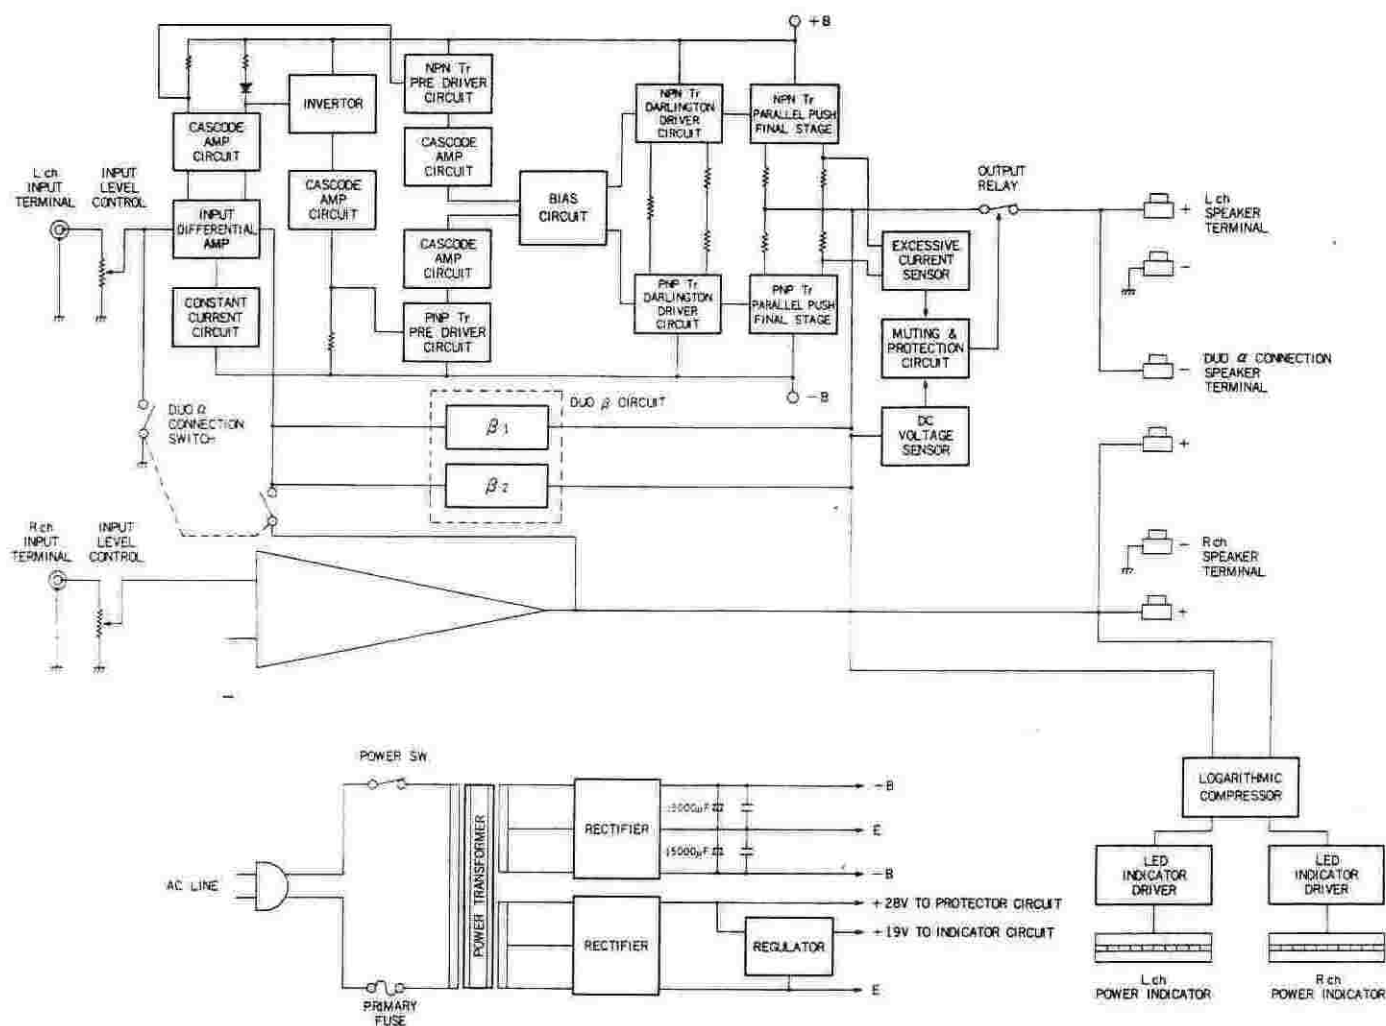 +B
NPN Tr
PRE DRIVER
CIRCUIT
INVERTOR
NPN Tr
DARLINGTON
DRIVER
CIRCUIT
NPN Tr
PARALLEL PUSH
FINAL STAGE
CASCODE
AMP
CIRCUIT
CASCODE
AMP
CIRCUIT
L ch
INPUT
TERMINAL
INPUT
LEVEL
CONTROL
CASCODE
AMP CIRCUIT
BIAS
CIRCUIT
OUTPUT
RELAY
+
L ch
SPEAKER
TERMINAL
INPUT
DIFFERENTIAL
AMP
CASCODE
AMP
CIRCUIT
EXCESSIVE
CURRENT
SENSOR
-
CONSTANT
CURRENT
CIRCUIT
PNP Tr
PRE DRIVER
CIRCUIT
PNP Tr
DARLINGTON
DRIVER
CIRCUIT
PNP Tr
PARALLEL PUSH
FINAL STAGE
MUTING &
PROTECTION
CIRCUIT
-
DUO α CONNECTION
SPEAKER
TERMINAL
-B
DUO β CIRCUIT
DUO α
CONNECTION
SWITCH
β-1
DC
VOLTAGE
SENSOR
+
β-2
R ch
INPUT
TERMINAL
INPUT
LEVEL
CONTROL
-
R ch
SPEAKER
TERMINAL
+
POWER SW.
LOGARITHMIC
COMPRESSOR
AC LINE
POWER TRANSFORMER
RECTIFIER
15000μF
15000μF
-B
E
-B
LED
INDICATOR
DRIVER
LED
INDICATOR
DRIVER
RECTIFIER
REGULATOR
+28V TO PROTECTOR CIRCUIT
+19V TO INDICATOR CIRCUIT
E
PRIMARY
FUSE
L ch
POWER INDICATOR
R ch
POWER INDICATOR